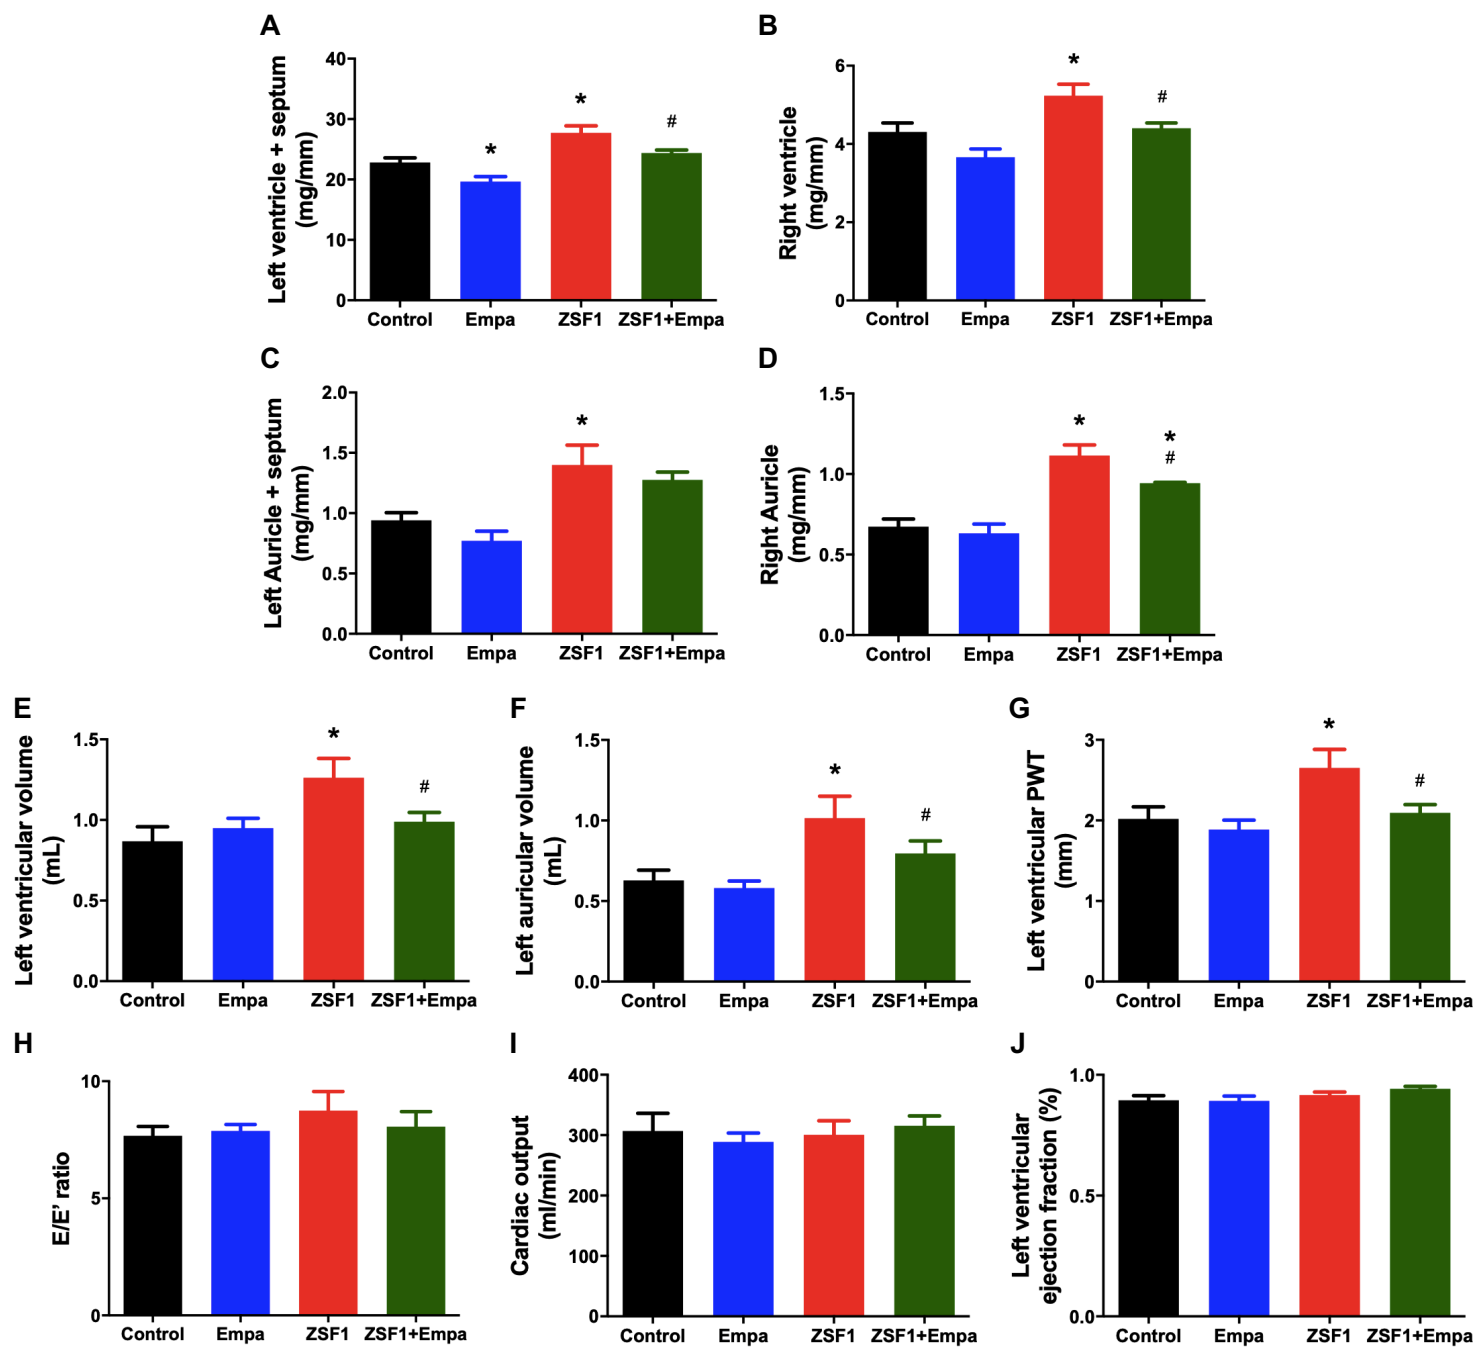 A
Left ventricle + septum
(mg/mm)
40
30
20
10
0
*
*
#
Control Empa ZSF1 ZSF1+Empa
B
Right ventricle
(mg/mm)
6
4
2
0
*
#
Control Empa ZSF1 ZSF1+Empa
C
Left Auricle + septum
(mg/mm)
2.0
1.5
1.0
0.5
0.0
*
Control Empa ZSF1 ZSF1+Empa
D
Right Auricle
(mg/mm)
1.5
1.0
0.5
0.0
*
*
#
Control Empa ZSF1 ZSF1+Empa
E
Left ventricular volume
(mL)
1.5
1.0
0.5
0.0
*
#
Control Empa ZSF1 ZSF1+Empa
F
Left auricular volume
(mL)
1.5
1.0
0.5
0.0
*
#
Control Empa ZSF1 ZSF1+Empa
G
Left ventricular PWT
(mm)
3
2
1
0
*
#
Control Empa ZSF1 ZSF1+Empa
H
E/E' ratio
10
5
0
Control Empa ZSF1 ZSF1+Empa
I
Cardiac output
(ml/min)
400
300
200
100
0
Control Empa ZSF1 ZSF1+Empa
J
Left ventricular
ejection fraction (%)
1.0
0.5
0.0
Control Empa ZSF1 ZSF1+Empa